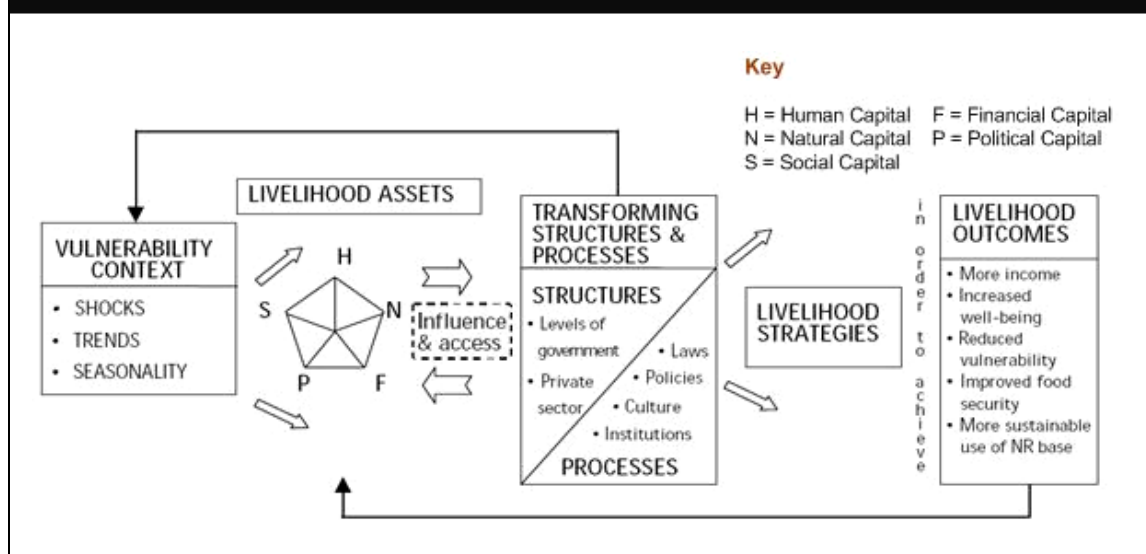 Key
H = Human Capital F = Financial Capital
N = Natural Capital P = Political Capital
S = Social Capital
LIVELIHOOD ASSETS
VULNERABILITY
CONTEXT
• SHOCKS
• TRENDS
• SEASONALITY
H
S
N
P
F
Influence
& access
TRANSFORMING
STRUCTURES &
PROCESSES
STRUCTURES
• Levels of
government
• Private
sector
• Laws
• Policies
• Culture
• Institutions
PROCESSES
LIVELIHOOD
STRATEGIES
in order to achieve
LIVELIHOOD
OUTCOMES
• More income
• Increased
well-being
• Reduced
vulnerability
• Improved food
security
• More sustainable
use of NR base